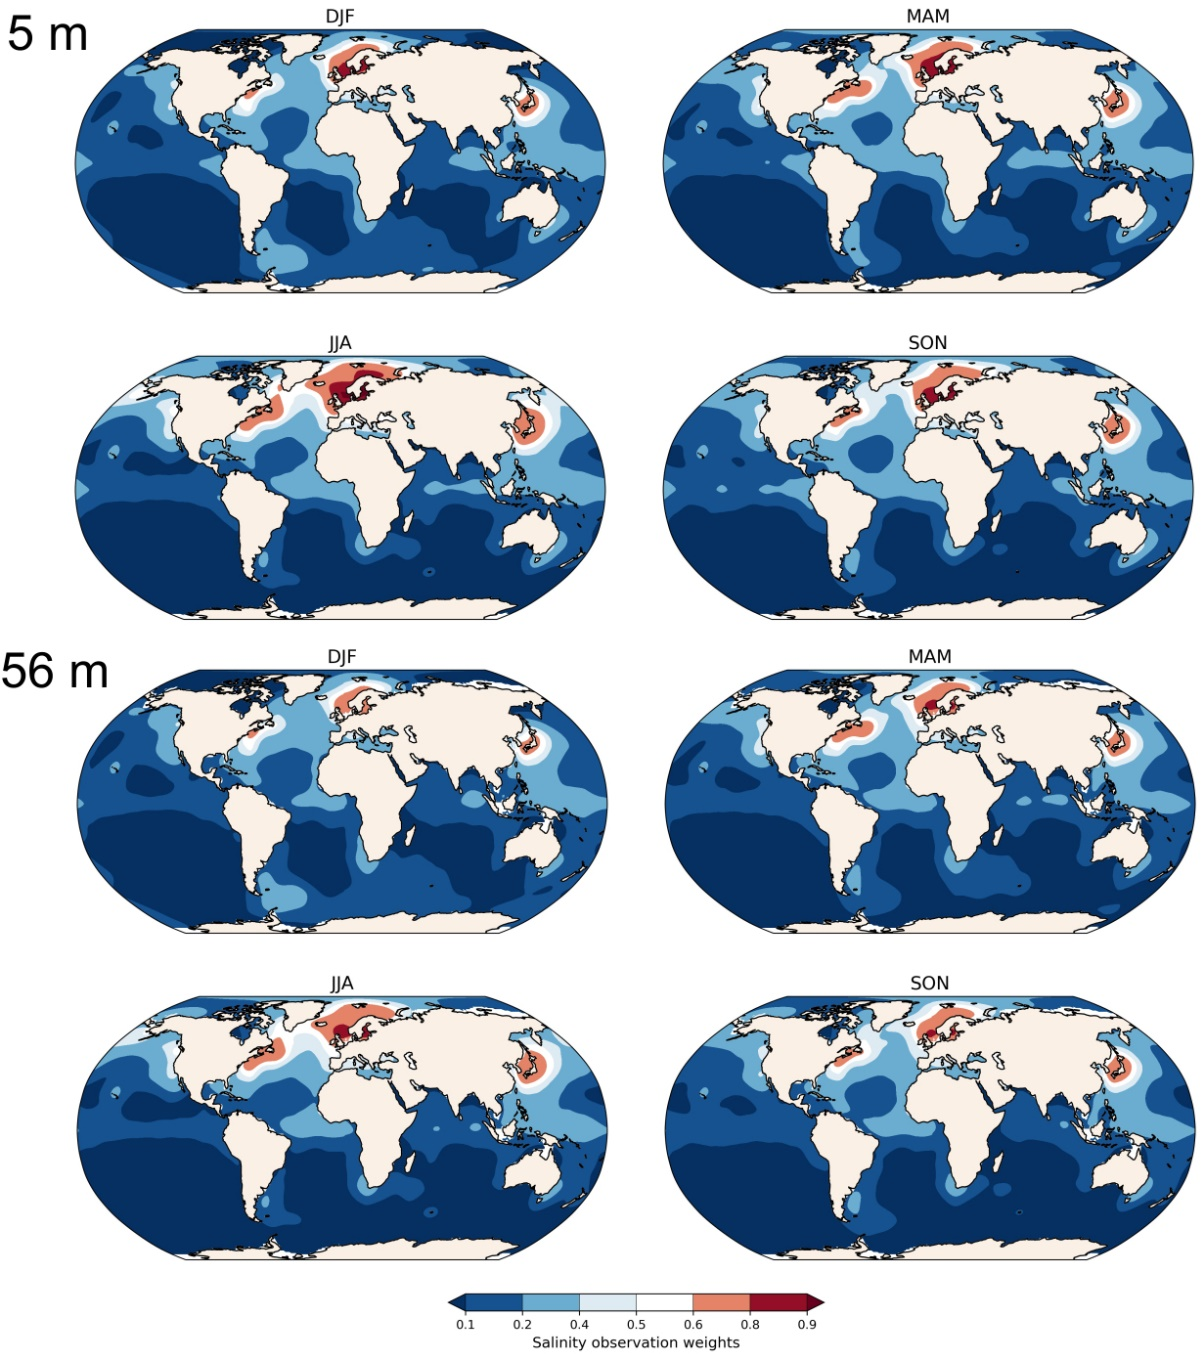 5 m
DJF
MAM
JJA
SON
56 m
DJF
MAM
JJA
SON
0.1 0.2 0.4 0.5 0.6 0.8 0.9
Salinity observation weights